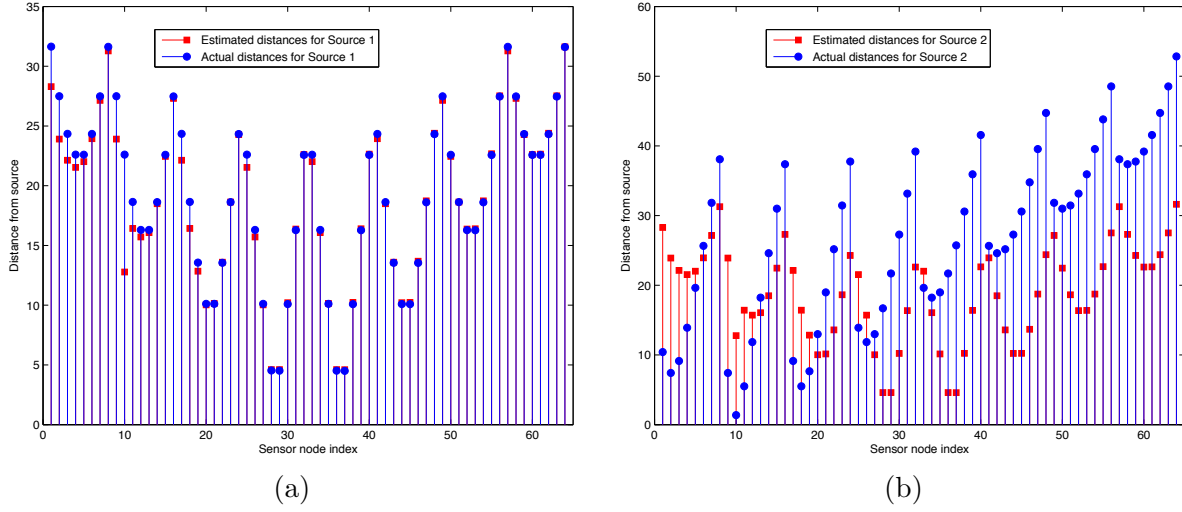 35
30
25
20
15
10
5
0
Distance from source
Estimated distances for Source 1
Actual distances for Source 1
0 10 20 30 40 50 60
Sensor node index
(a)
60
50
40
30
20
10
0
Distance from source
Estimated distances for Source 2
Actual distances for Source 2
0 10 20 30 40 50 60
Sensor node index
(b)